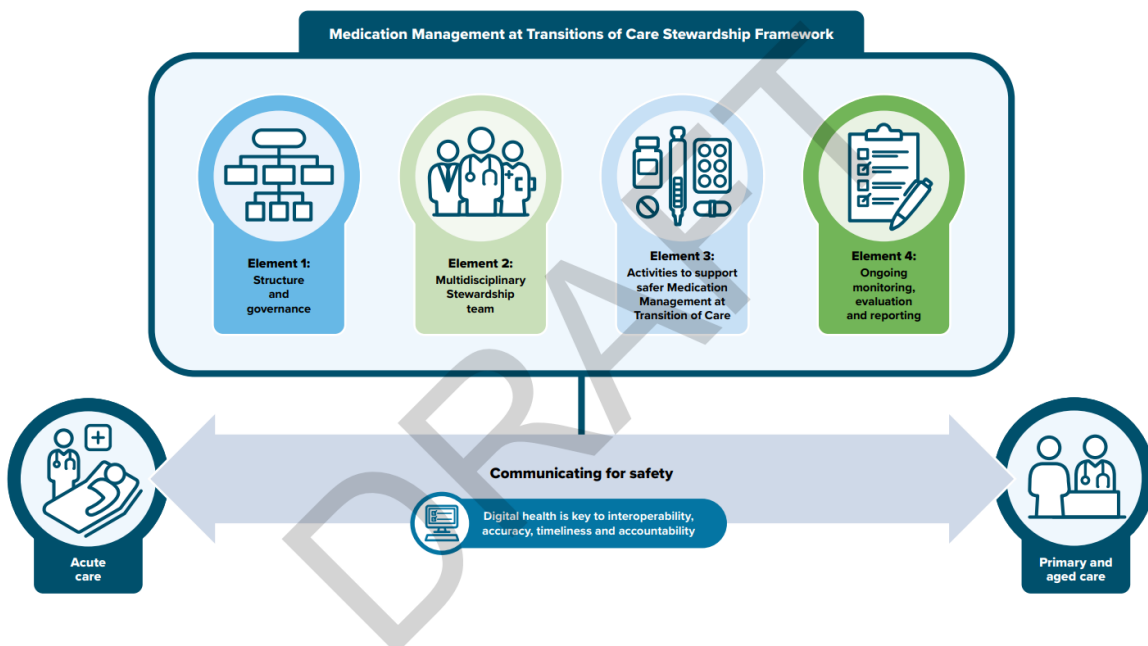 Medication Management at Transitions of Care Stewardship Framework
Element 1:
Structure
and
governance
Element 2:
Multidisciplinary
Stewardship
team
Element 3:
Activities to support
safer Medication
Management at
Transition of Care
Element 4:
Ongoing
monitoring,
evaluation
and reporting
DRAFT
Communicating for safety
Digital health is key to interoperability,
accuracy, timeliness and accountability
Acute
care
Primary and
aged care